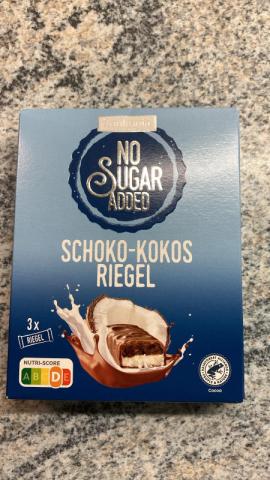 NO
SUGAR
ADDED
SCHOKO-KOKOS
RIEGEL
3x
RIEGEL
NUTRI-SCORE
A B C D E
Cocoa